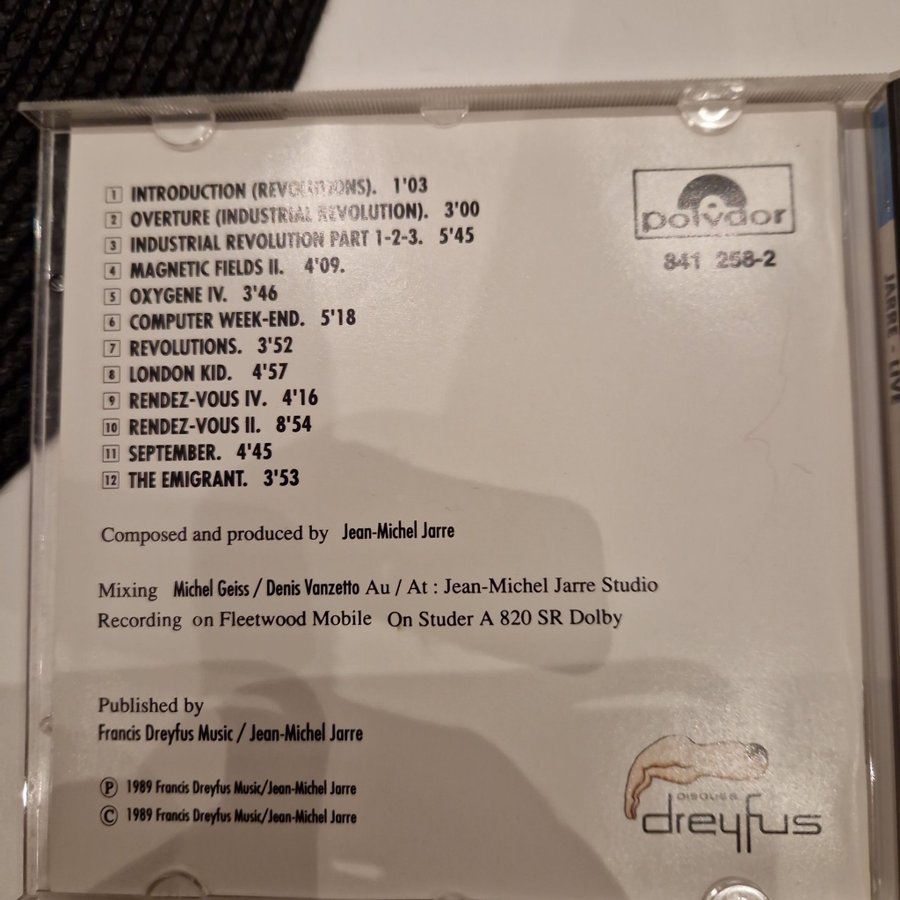 1 INTRODUCTION (REVOLUTIONS). 1'03
2 OVERTURE (INDUSTRIAL REVOLUTION). 3'00
3 INDUSTRIAL REVOLUTION PART 1-2-3. 5'45
4 MAGNETIC FIELDS II. 4'09.
5 OXYGENE IV. 3'46
6 COMPUTER WEEK-END. 5'18
7 REVOLUTIONS. 3'52
8 LONDON KID. 4'57
9 RENDEZ-VOUS IV. 4'16
10 RENDEZ-VOUS II. 8'54
11 SEPTEMBER. 4'45
12 THE EMIGRANT. 3'53
polydor
841 258-2
JARRE - LIVE
Composed and produced by Jean-Michel Jarre
Mixing Michel Geiss / Denis Vanzetto Au / At : Jean-Michel Jarre Studio
Recording on Fleetwood Mobile On Studer A 820 SR Dolby
Published by
Francis Dreyfus Music / Jean-Michel Jarre
Ⓟ 1989 Francis Dreyfus Music/Jean-Michel Jarre
© 1989 Francis Dreyfus Music/Jean-Michel Jarre
DISQUES
dreyfus